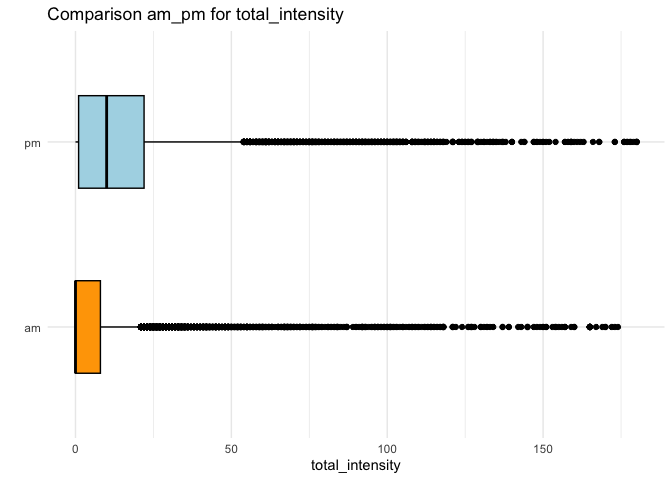 Comparison am_pm for total_intensity
pm
am
0 50 100 150
total_intensity